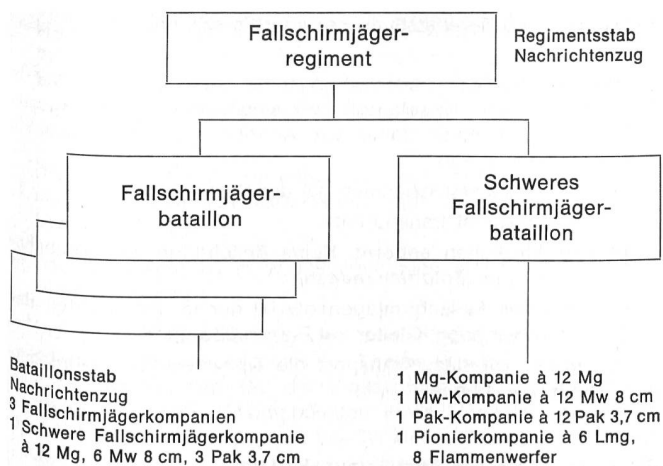 Fallschirmjäger-
regiment
Regimentsstab
Nachrichtenzug
Fallschirmjäger-
bataillon
Schweres
Fallschirmjäger-
bataillon
Bataillonsstab
Nachrichtenzug
3 Fallschirmjägerkompanien
1 Schwere Fallschirmjägerkompanie
à 12 Mg, 6 Mw 8 cm, 3 Pak 3,7 cm
1 Mg-Kompanie à 12 Mg
1 Mw-Kompanie à 12 Mw 8 cm
1 Pak-Kompanie à 12 Pak 3,7 cm
1 Pionierkompanie à 6 Lmg,
8 Flammenwerfer